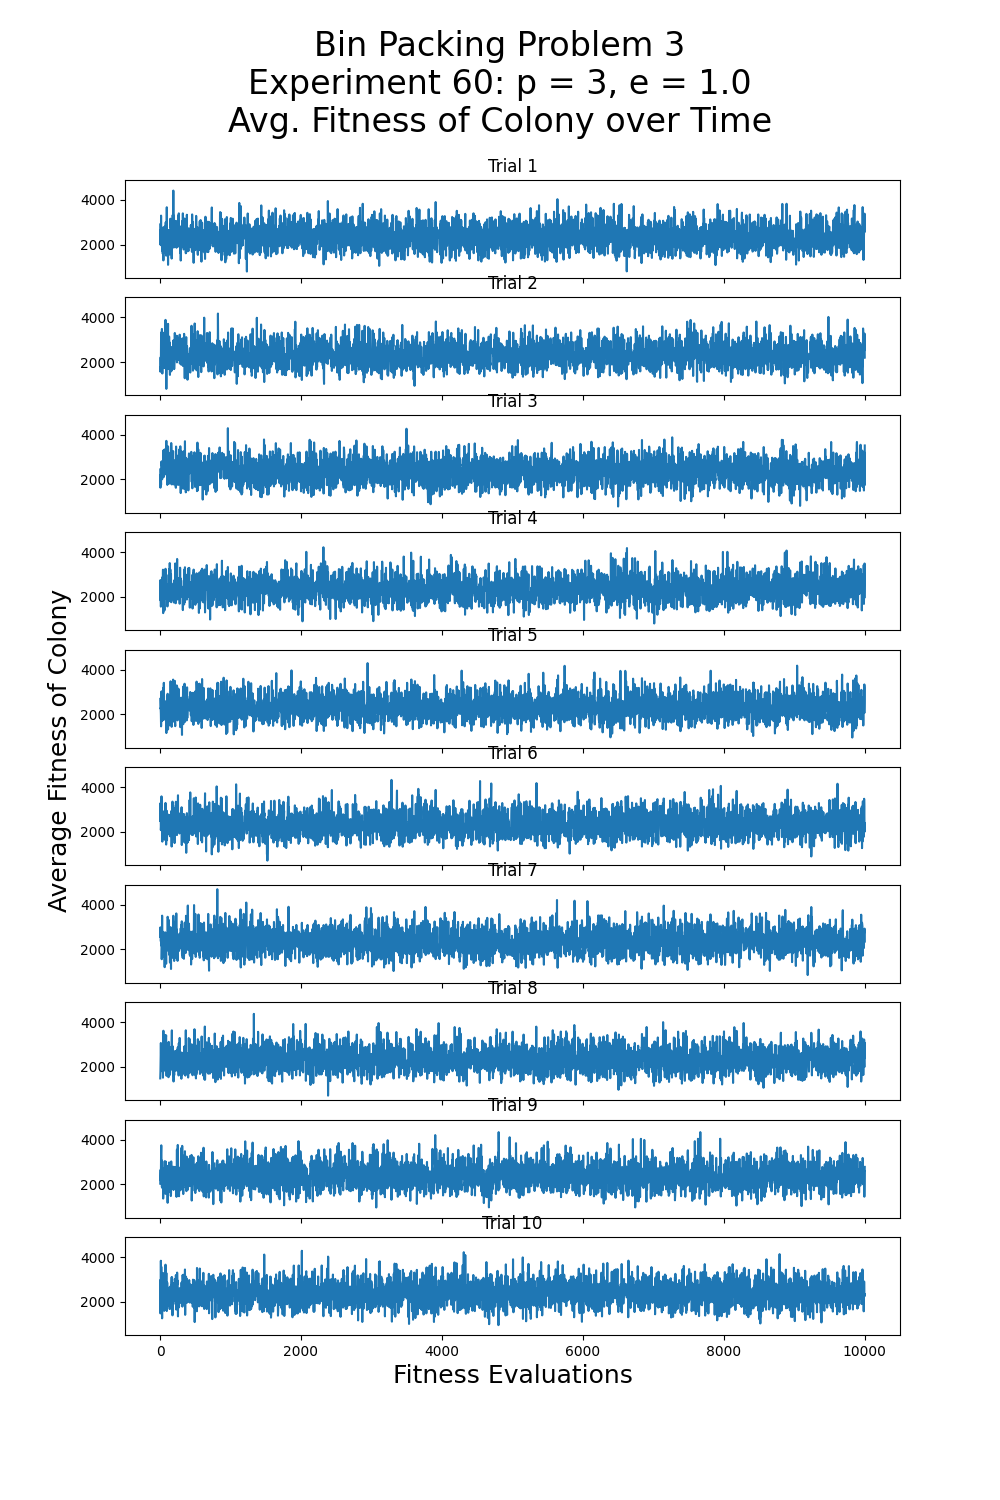 Bin Packing Problem 3
Experiment 60: p = 3, e = 1.0
Avg. Fitness of Colony over Time
Average Fitness of Colony
Trial 1
4000
2000
Trial 2
4000
2000
Trial 3
4000
2000
Trial 4
4000
2000
Trial 5
4000
2000
Trial 6
4000
2000
Trial 7
4000
2000
Trial 8
4000
2000
Trial 9
4000
2000
Trial 10
4000
2000
0 2000 4000 6000 8000 10000
Fitness Evaluations